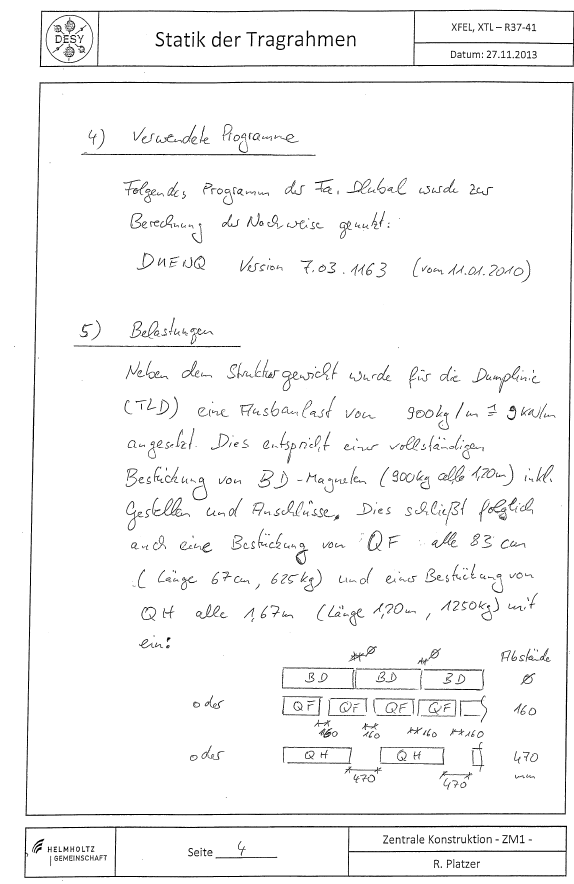 DESY
Statik der Tragrahmen
XFEL, XTL – R37-41
Datum: 27.11.2013
4) Verwendete Programme
Folgendes Programm der Fa. Dlubal wurde zur
Berechnung der Nachweise genutzt:
DUENQ Version 7.03.1163 (vom 11.01.2010)
5) Belastungen
Neben dem Struktureigengewicht wurde für die Dumplinie
(TLD) eine Ausbaulast von 900kg/m ≙ 9 kN/m
angesetzt. Dies entspricht einer vollständigen
Bestückung von BD-Magneten (900kg alle 1,20m) inkl.
Gestellen und Anschlüsse. Dies schließt folglich
auch eine Bestückung von QF alle 83 cm
(Länge 67cm, 625kg) und einer Bestückung von
QH alle 1,67m (Länge 1,20m, 1250kg) mit
ein:
Ø Ø Abstände
BD BD BD Ø
oder QF QF QF QF 160
160 160 160 160
oder QH QH 470
470 470 mm
HELMHOLTZ
GEMEINSCHAFT
Seite 4
Zentrale Konstruktion - ZM1 -
R. Platzer